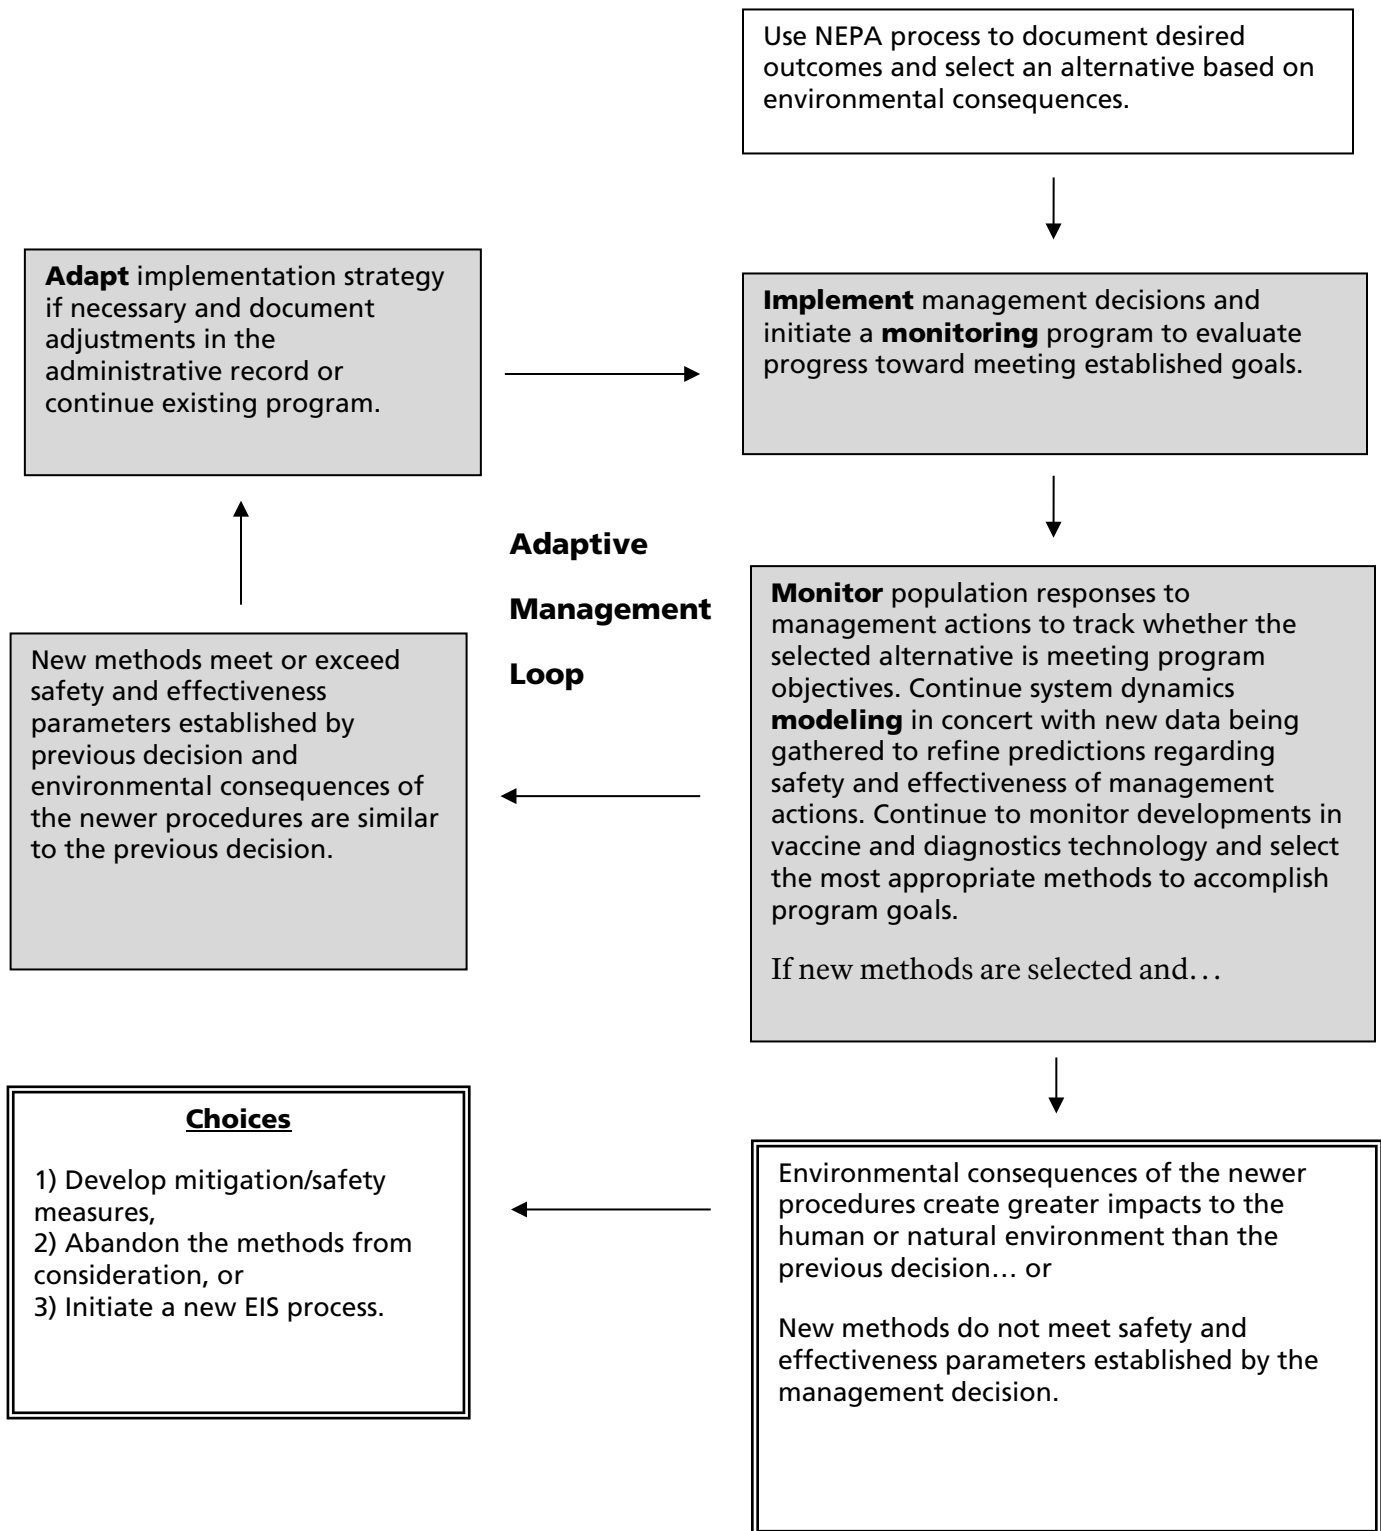 Use NEPA process to document desired
outcomes and select an alternative based on
environmental consequences.
Adapt implementation strategy
if necessary and document
adjustments in the
administrative record or
continue existing program.
Implement management decisions and
initiate a monitoring program to evaluate
progress toward meeting established goals.
Adaptive
Management
Loop
New methods meet or exceed
safety and effectiveness
parameters established by
previous decision and
environmental consequences of
the newer procedures are similar
to the previous decision.
Monitor population responses to
management actions to track whether the
selected alternative is meeting program
objectives. Continue system dynamics
modeling in concert with new data being
gathered to refine predictions regarding
safety and effectiveness of management
actions. Continue to monitor developments in
vaccine and diagnostics technology and select
the most appropriate methods to accomplish
program goals.
If new methods are selected and…
Choices
1) Develop mitigation/safety
measures,
2) Abandon the methods from
consideration, or
3) Initiate a new EIS process.
Environmental consequences of the newer
procedures create greater impacts to the
human or natural environment than the
previous decision… or
New methods do not meet safety and
effectiveness parameters established by the
management decision.